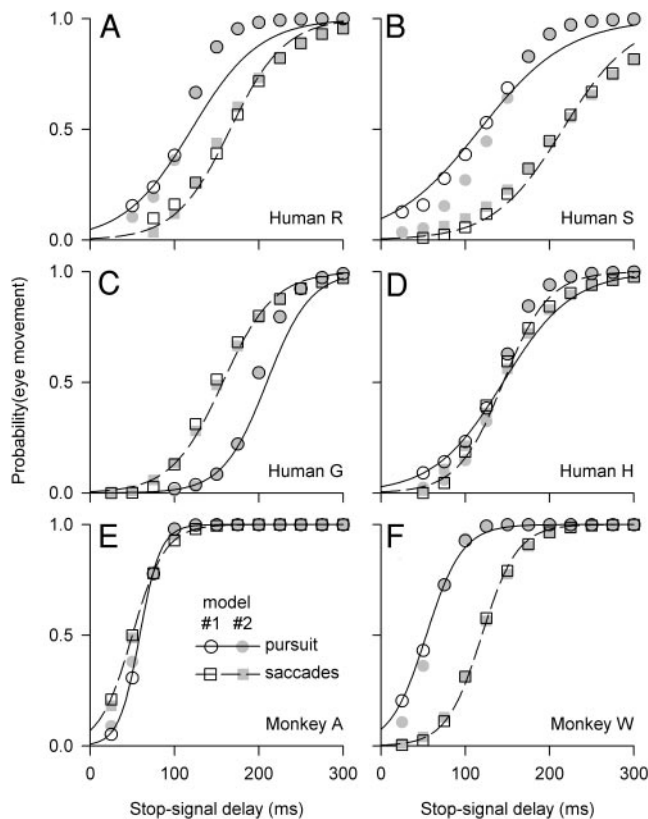 A
B
1.0
0.5
0.0
Human R
Human S
C
D
1.0
0.5
0.0
Probability(eye movement)
Human G
Human H
E
F
1.0
0.5
0.0
model
#1 #2
pursuit
saccades
Monkey A
Monkey W
0 100 200 300
0 100 200 300
Stop-signal delay (ms)
Stop-signal delay (ms)